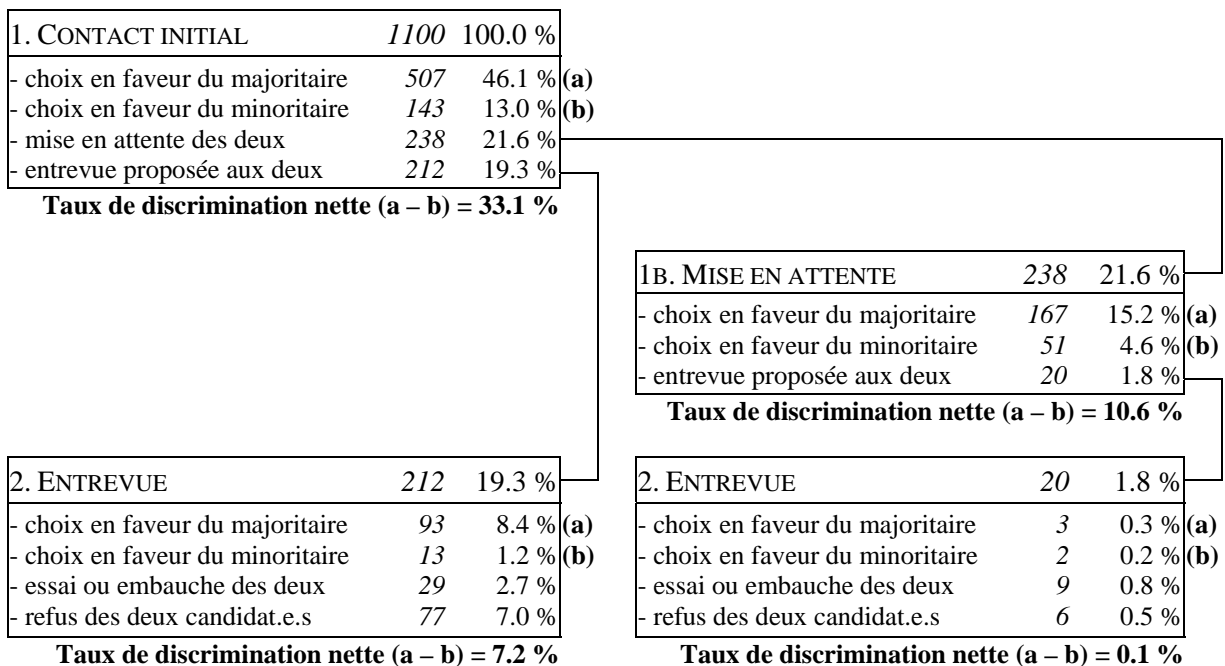 1. CONTACT INITIAL 1100 100.0 %
- choix en faveur du majoritaire 507 46.1 % (a)
- choix en faveur du minoritaire 143 13.0 % (b)
- mise en attente des deux 238 21.6 %
- entrevue proposée aux deux 212 19.3 %
Taux de discrimination nette (a – b) = 33.1 %
1B. MISE EN ATTENTE 238 21.6 %
- choix en faveur du majoritaire 167 15.2 % (a)
- choix en faveur du minoritaire 51 4.6 % (b)
- entrevue proposée aux deux 20 1.8 %
Taux de discrimination nette (a – b) = 10.6 %
2. ENTREVUE 212 19.3 %
- choix en faveur du majoritaire 93 8.4 % (a)
- choix en faveur du minoritaire 13 1.2 % (b)
- essai ou embauche des deux 29 2.7 %
- refus des deux candidat.e.s 77 7.0 %
Taux de discrimination nette (a – b) = 7.2 %
2. ENTREVUE 20 1.8 %
- choix en faveur du majoritaire 3 0.3 % (a)
- choix en faveur du minoritaire 2 0.2 % (b)
- essai ou embauche des deux 9 0.8 %
- refus des deux candidat.e.s 6 0.5 %
Taux de discrimination nette (a – b) = 0.1 %